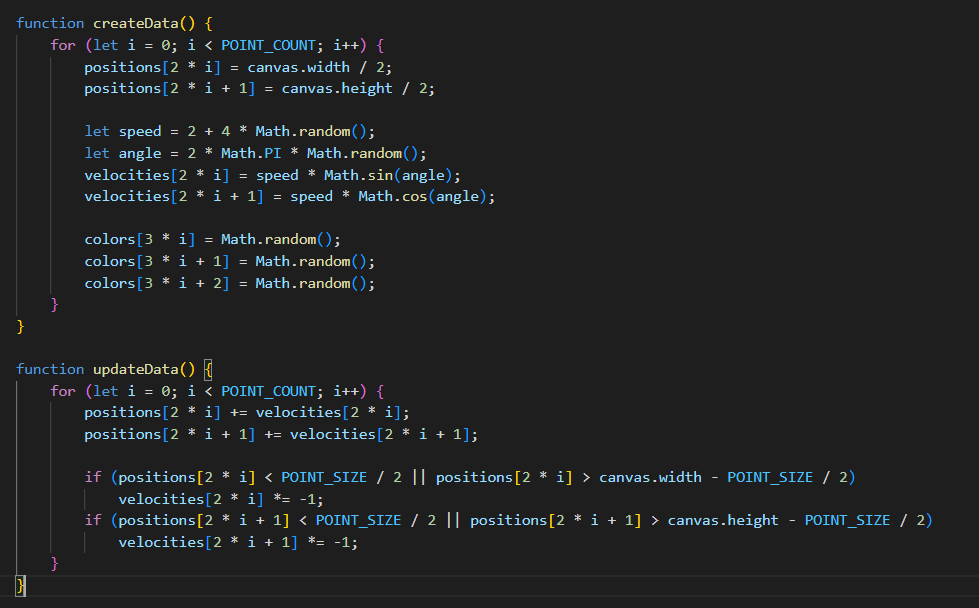 function createData() {
    for (let i = 0; i < POINT_COUNT; i++) {
        positions[2 * i] = canvas.width / 2;
        positions[2 * i + 1] = canvas.height / 2;

        let speed = 2 + 4 * Math.random();
        let angle = 2 * Math.PI * Math.random();
        velocities[2 * i] = speed * Math.sin(angle);
        velocities[2 * i + 1] = speed * Math.cos(angle);

        colors[3 * i] = Math.random();
        colors[3 * i + 1] = Math.random();
        colors[3 * i + 2] = Math.random();
    }
}

function updateData() {
    for (let i = 0; i < POINT_COUNT; i++) {
        positions[2 * i] += velocities[2 * i];
        positions[2 * i + 1] += velocities[2 * i + 1];

        if (positions[2 * i] < POINT_SIZE / 2 || positions[2 * i] > canvas.width - POINT_SIZE / 2)
            velocities[2 * i] *= -1;
        if (positions[2 * i + 1] < POINT_SIZE / 2 || positions[2 * i + 1] > canvas.height - POINT_SIZE / 2)
            velocities[2 * i + 1] *= -1;
    }
}